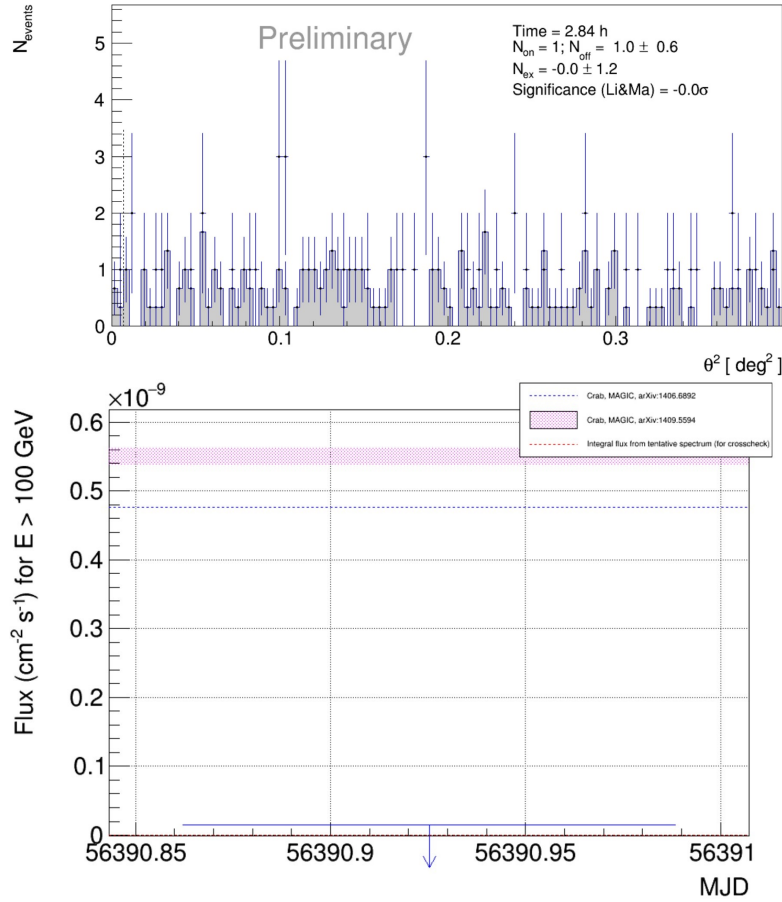 Preliminary
Time = 2.84 h
N_on = 1; N_off = 1.0 ± 0.6
N_ex = -0.0 ± 1.2
Significance (Li&Ma) = -0.0σ
N_events
5
4
3
2
1
0
0 0.1 0.2 0.3
θ² [ deg² ]
×10⁻⁹
Crab, MAGIC, arXiv:1406.6892
Crab, MAGIC, arXiv:1409.5594
Integral flux from tentative spectrum (for crosscheck)
Flux (cm⁻² s⁻¹) for E > 100 GeV
0.6
0.5
0.4
0.3
0.2
0.1
0
56390.85 56390.9 56390.95 56391
MJD